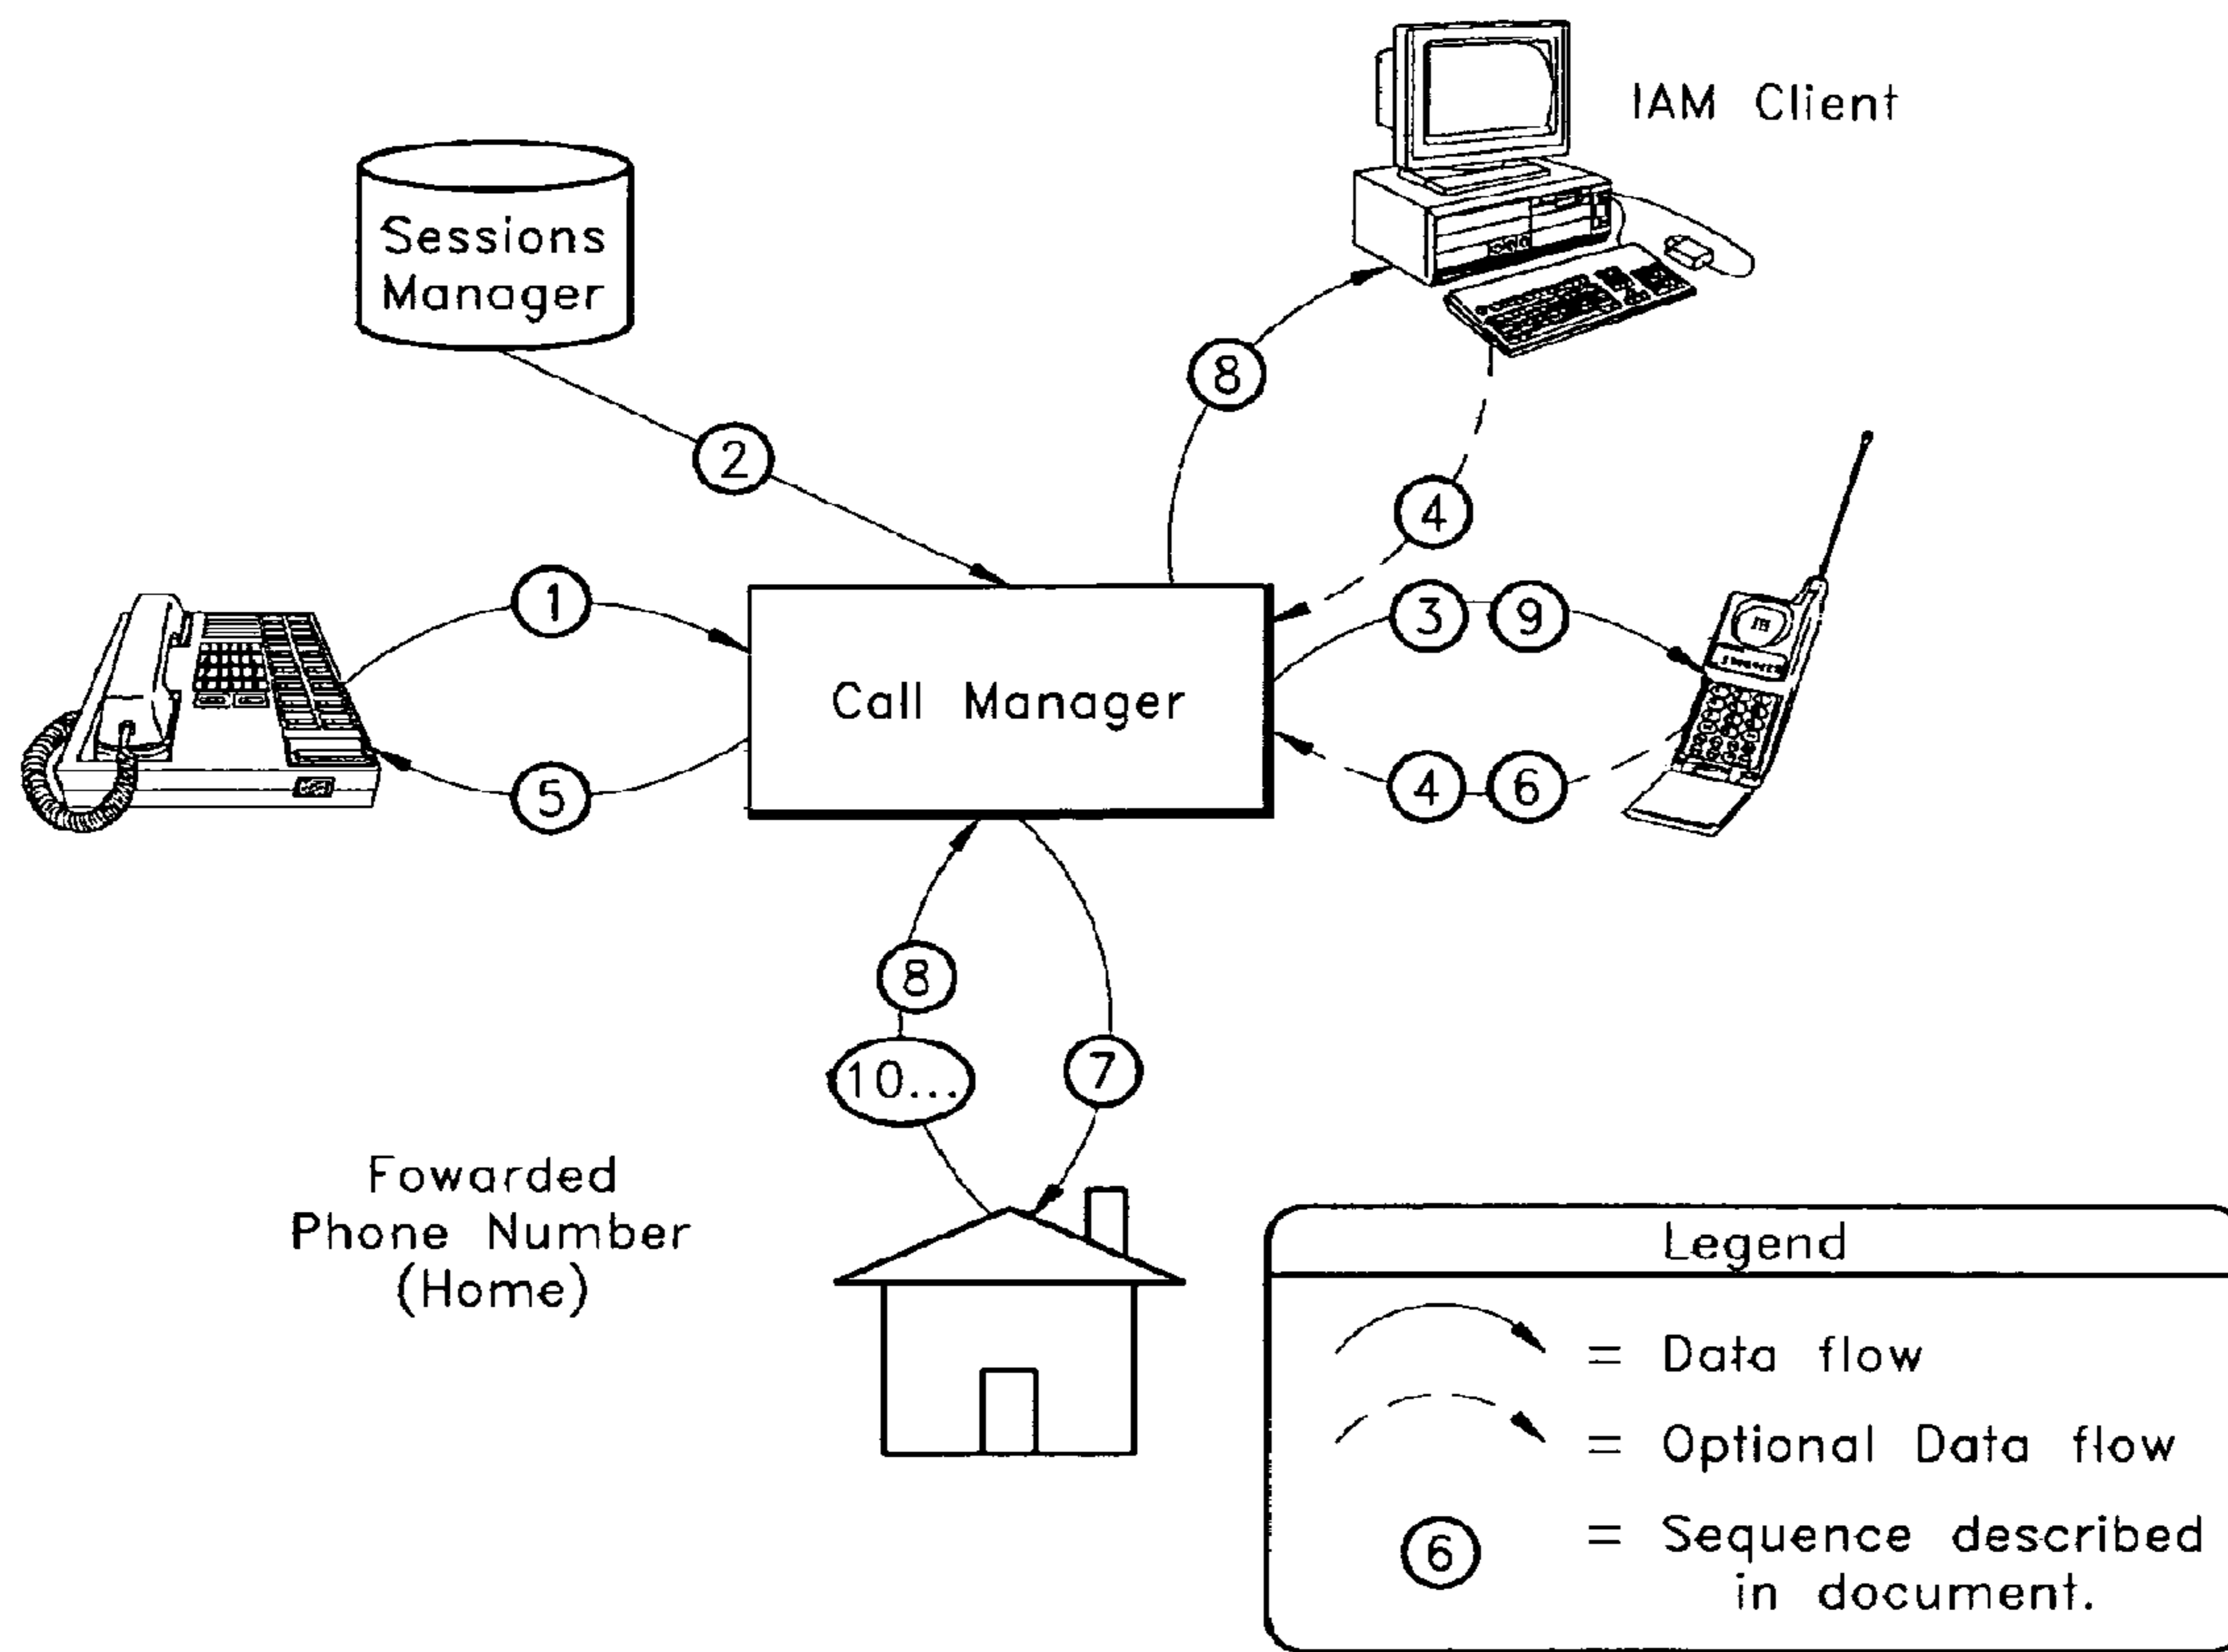 IAM Client
Sessions
Manager
8
2
4
1
3
9
Call Manager
5
4
6
8
10...
7
Fowarded
Phone Number
(Home)
Legend
= Data flow
= Optional Data flow
6
= Sequence described
in document.